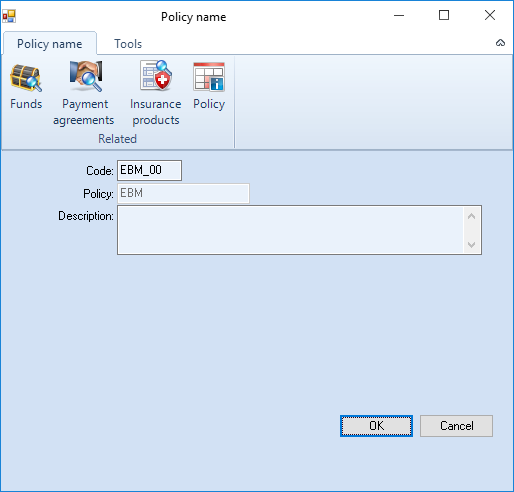 Policy name
Policy name Tools
Funds Payment agreements Insurance products Policy
Related
Code: EBM_00
Policy: EBM
Description:
OK Cancel